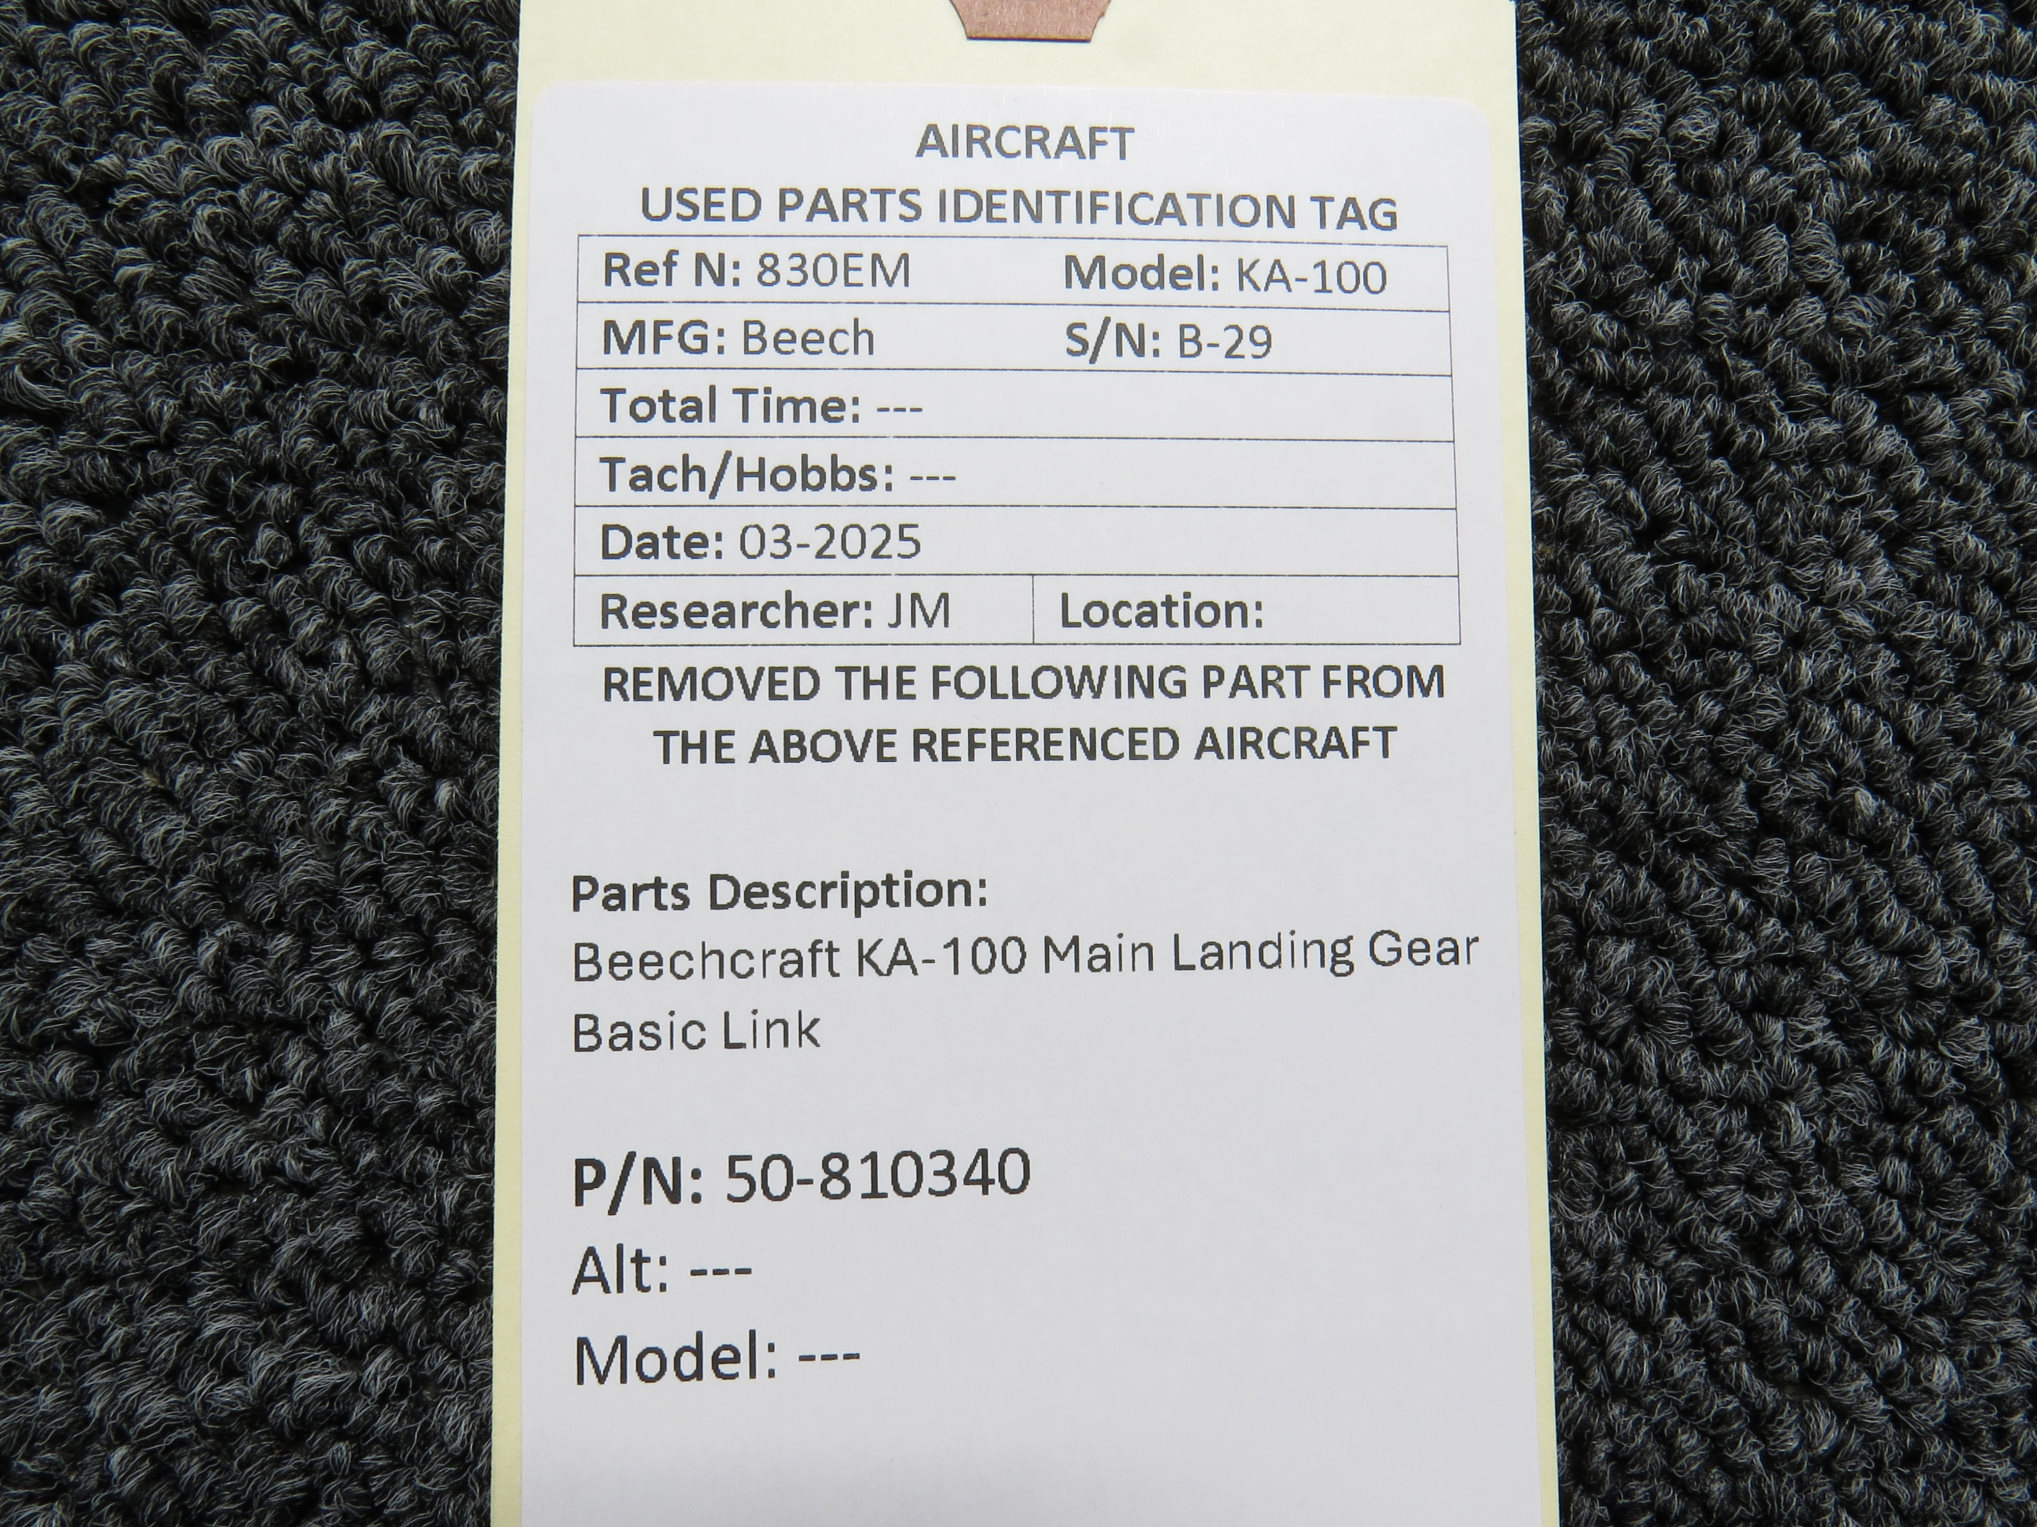 AIRCRAFT
USED PARTS IDENTIFICATION TAG
Ref N: 830EM Model: KA-100
MFG: Beech S/N: B-29
Total Time: ---
Tach/Hobbs: ---
Date: 03-2025
Researcher: JM Location:
REMOVED THE FOLLOWING PART FROM
THE ABOVE REFERENCED AIRCRAFT
Parts Description:
Beechcraft KA-100 Main Landing Gear
Basic Link
P/N: 50-810340
Alt: ---
Model: ---